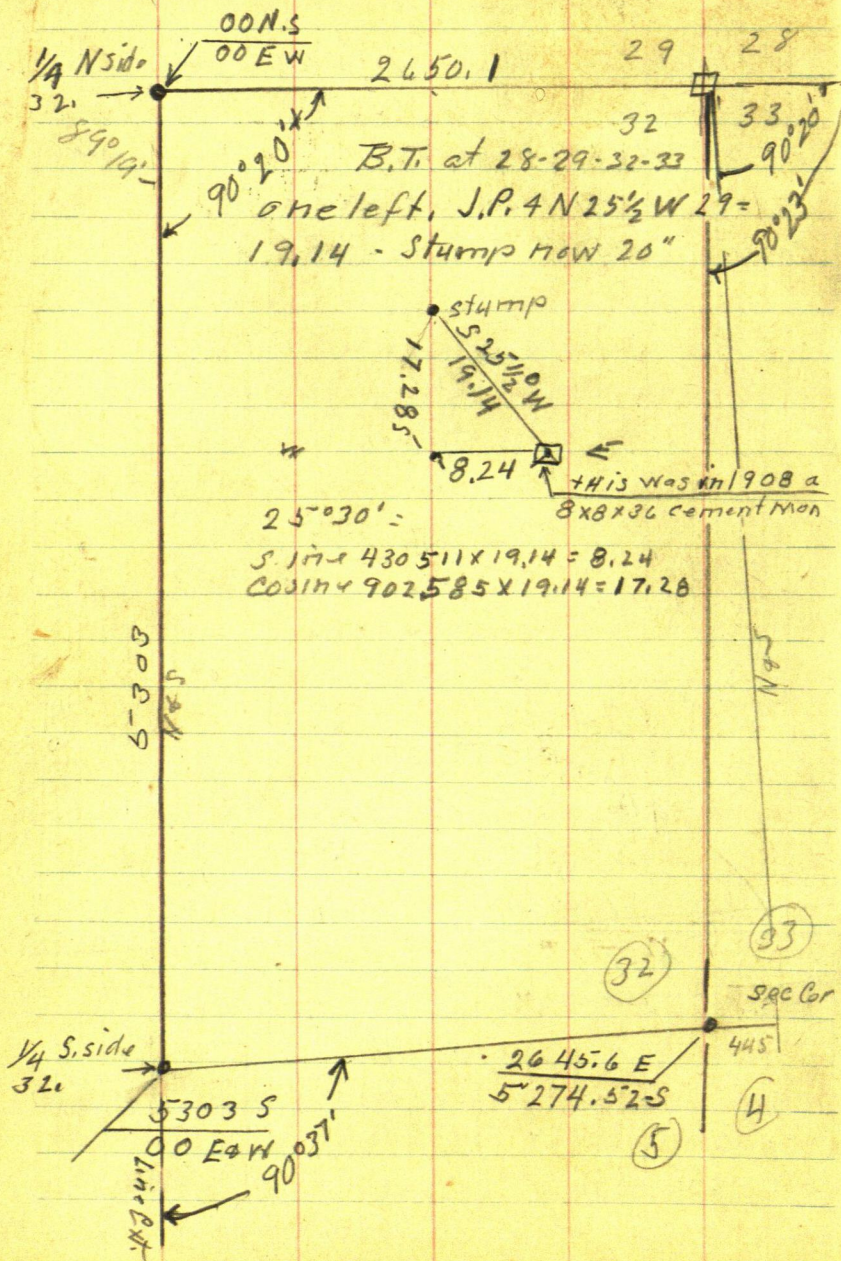 00 N.S
00 E W
1/4 N side
32.
2650.1
29 28
32 33
89° 19'
90° 20'
90° 20'
90° 23'
B.T. at 28-29-32-33
one left, J.P. 4 N 25½ W 29=
19.14 - Stump now 20"
stump
S 25½° W
19.14
17.285
8.24
this was in 1908 a
8x8x36 cement mon
25° 30' =
Sine 430511 x 19.14 = 8.24
Cosine 902585 x 19.14 = 17.28
5303
N&S
N&S
33
32
Sec Cor
445
1/4 S. side
32.
2645.6 E
5274.52-S
5303 S
00 E&W
90° 37'
5
4
Line Ext.